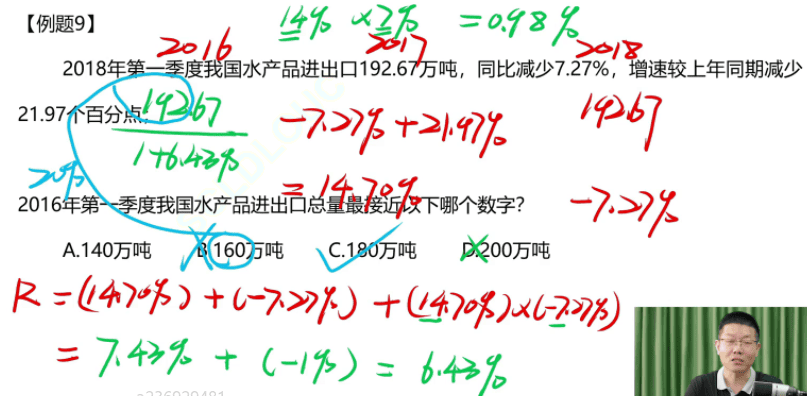 【例题9】
14% ×7% =0.98%
2016 2017 2018
2018年第一季度我国水产品进出口192.67万吨，同比减少7.27%，增速较上年同期减少
21.97个百分点。
192.67
1+6.43%
-7.27%+21.97%
192.67
=14.70%
-7.27%
20%
2016年第一季度我国水产品进出口总量最接近以下哪个数字？
A.140万吨 B.160万吨 C.180万吨 D.200万吨
R=(14.70%)+(-7.27%)+(14.70%)×(-7.27%)
=7.43%+(-1%)=6.43%